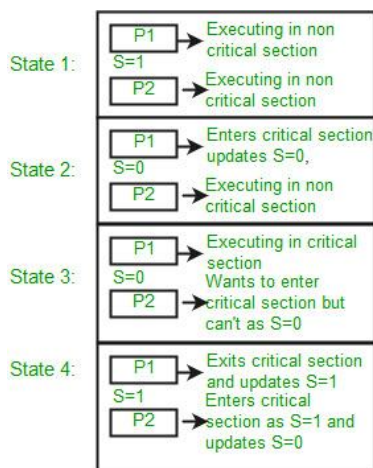 State 1:
P1
Executing in non
critical section
S=1
P2
Executing in non
critical section
State 2:
P1
Enters critical section
updates S=0,
S=0
P2
Executing in non
critical section
State 3:
P1
Executing in critical
section
S=0
P2
Wants to enter
critical section but
can't as S=0
State 4:
P1
Exits critical section
and updates S=1
S=1
P2
Enters critical
section as S=1 and
updates S=0